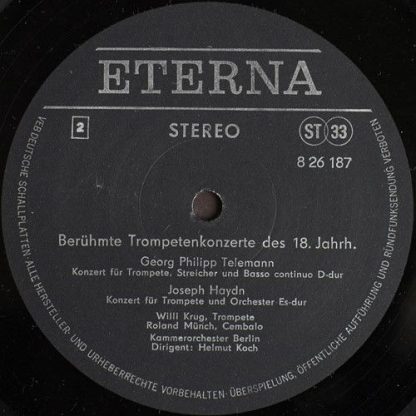 ETERNA
2
STEREO
ST 33
8 26 187
Berühmte Trompetenkonzerte des 18. Jahrh.
Georg Philipp Telemann
Konzert für Trompete, Streicher und Basso continuo D-dur
Joseph Haydn
Konzert für Trompete und Orchester Es-dur
Willi Krug, Trompete
Roland Münch, Cembalo
Kammerorchester Berlin
Dirigent: Helmut Koch
VEB DEUTSCHE SCHALLPLATTEN · ALLE HERSTELLER- UND URHEBERRECHTE VORBEHALTEN · ÜBERSPIELUNG, ÖFFENTLICHE AUFFÜHRUNG UND RUNDFUNKSENDUNG VERBOTEN